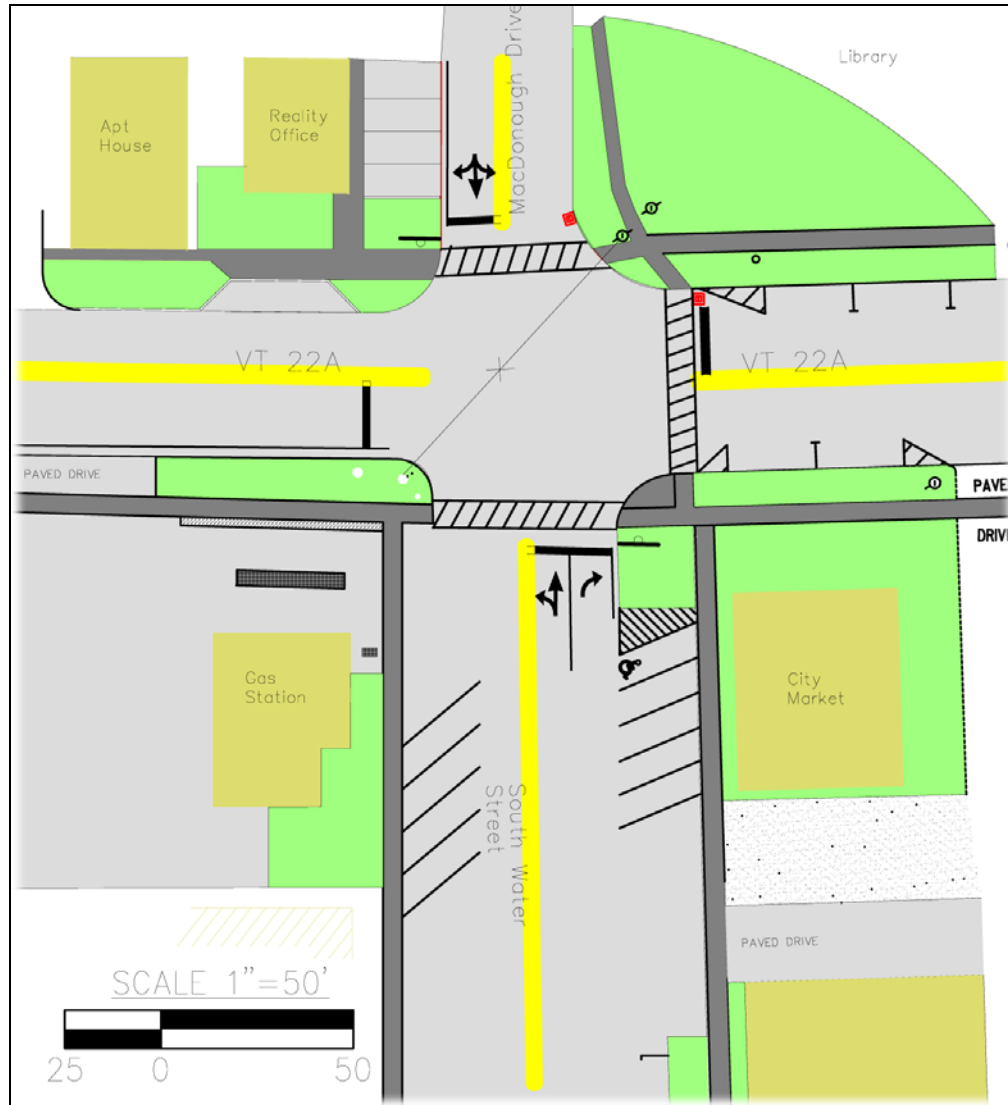 MacDonough Drive
Library
Apt
House
Reality
Office
VT 22A
VT 22A
PAVED DRIVE
PAVE
DRIV
Gas
Station
City
Market
South Water
Street
PAVED DRIVE
SCALE 1"=50'
25 0 50